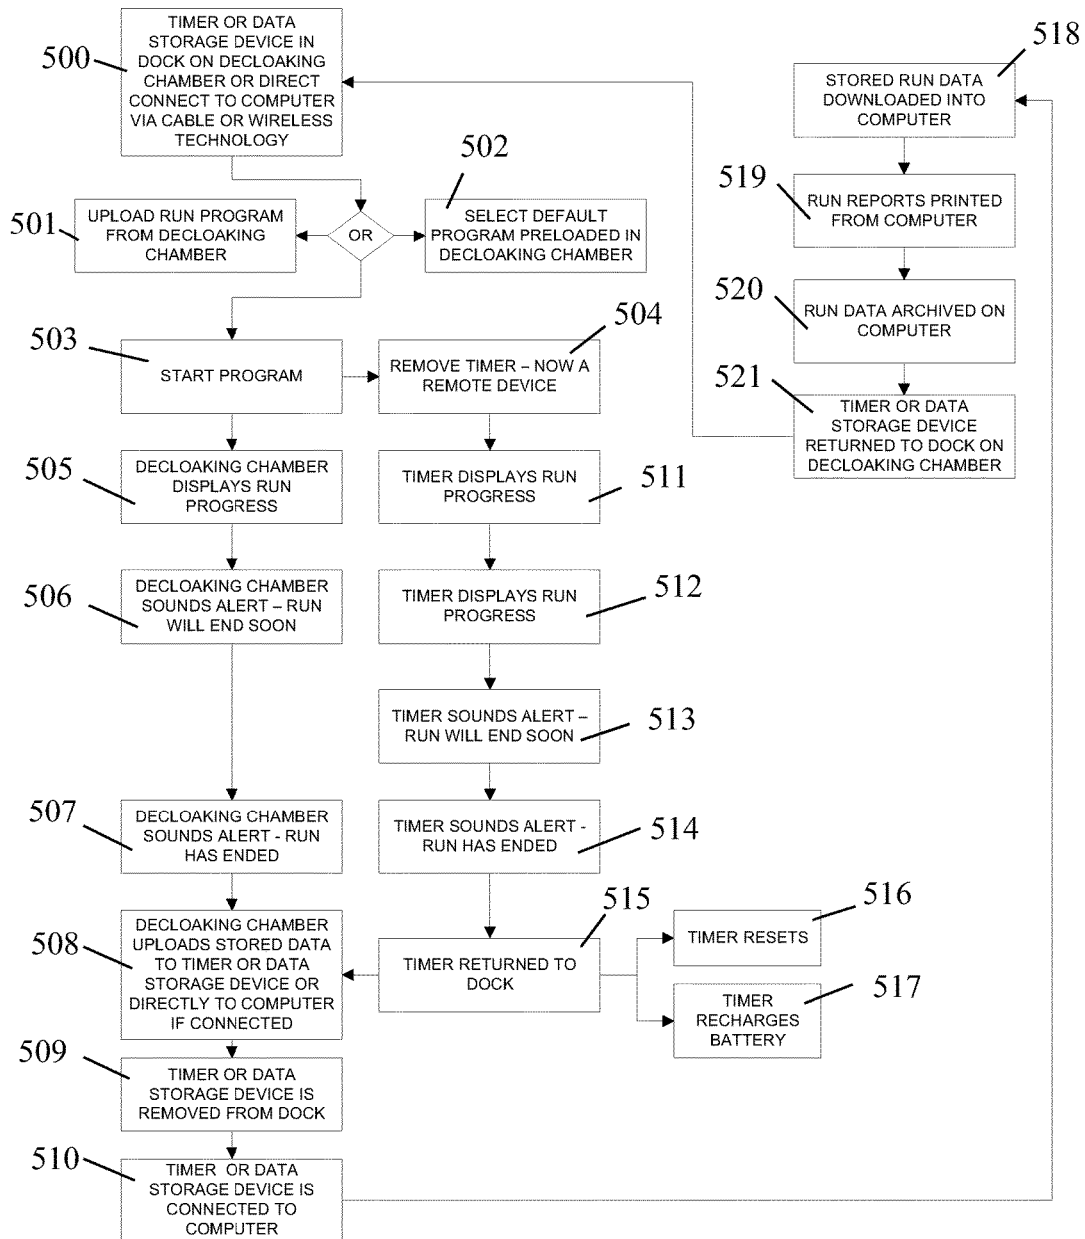 500
TIMER OR DATA
STORAGE DEVICE IN
DOCK ON DECLOAKING
CHAMBER OR DIRECT
CONNECT TO COMPUTER
VIA CABLE OR WIRELESS
TECHNOLOGY
501
UPLOAD RUN PROGRAM
FROM DECLOAKING
CHAMBER
OR
502
SELECT DEFAULT
PROGRAM PRELOADED IN
DECLOAKING CHAMBER
503
START PROGRAM
504
REMOVE TIMER – NOW A
REMOTE DEVICE
505
DECLOAKING CHAMBER
DISPLAYS RUN
PROGRESS
506
DECLOAKING CHAMBER
SOUNDS ALERT – RUN
WILL END SOON
507
DECLOAKING CHAMBER
SOUNDS ALERT - RUN
HAS ENDED
508
DECLOAKING CHAMBER
UPLOADS STORED DATA
TO TIMER OR DATA
STORAGE DEVICE OR
DIRECTLY TO COMPUTER
IF CONNECTED
509
TIMER OR DATA
STORAGE DEVICE IS
REMOVED FROM DOCK
510
TIMER OR DATA
STORAGE DEVICE IS
CONNECTED TO
COMPUTER
511
TIMER DISPLAYS RUN
PROGRESS
512
TIMER DISPLAYS RUN
PROGRESS
513
TIMER SOUNDS ALERT –
RUN WILL END SOON
514
TIMER SOUNDS ALERT -
RUN HAS ENDED
515
TIMER RETURNED TO
DOCK
516
TIMER RESETS
517
TIMER
RECHARGES
BATTERY
518
STORED RUN DATA
DOWNLOADED INTO
COMPUTER
519
RUN REPORTS PRINTED
FROM COMPUTER
520
RUN DATA ARCHIVED ON
COMPUTER
521
TIMER OR DATA
STORAGE DEVICE
RETURNED TO DOCK ON
DECLOAKING CHAMBER